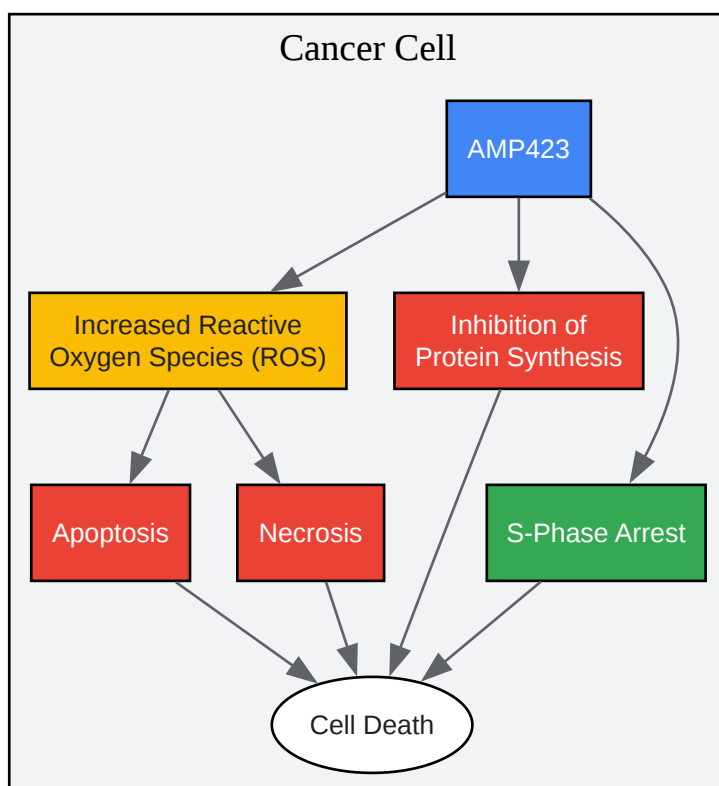 Cancer Cell
AMP423
Increased Reactive
Oxygen Species (ROS)
Inhibition of
Protein Synthesis
Apoptosis
Necrosis
S-Phase Arrest
Cell Death